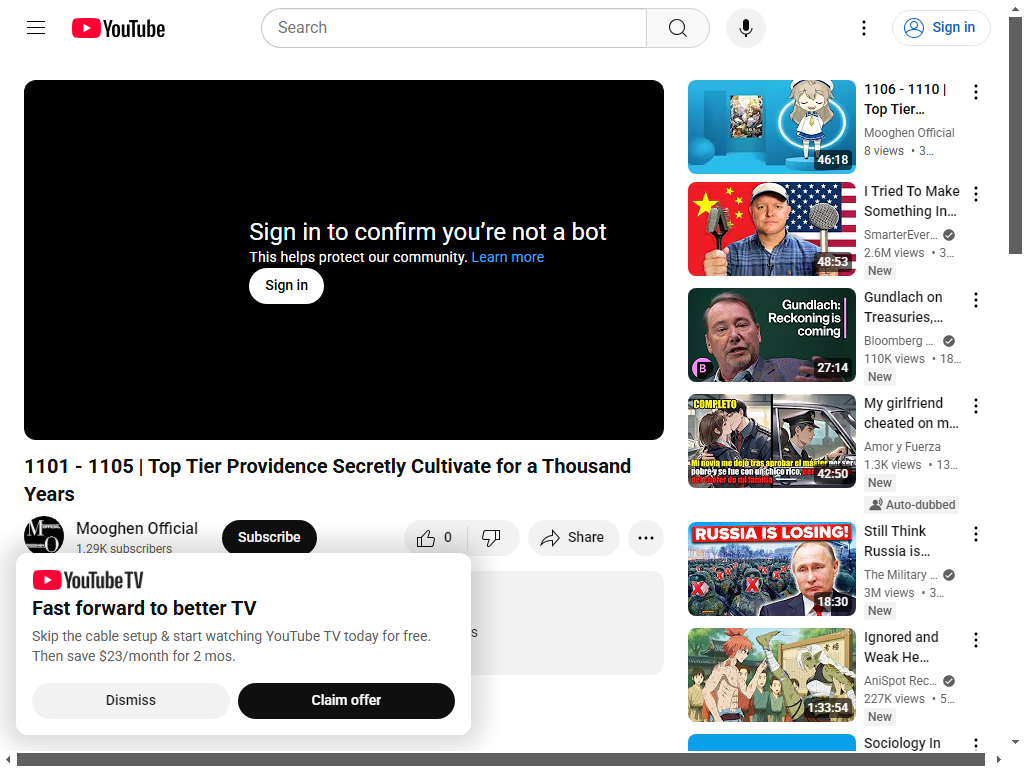 YouTube
Search
Sign in
Sign in to confirm you're not a bot
This helps protect our community. Learn more
Sign in
1101 - 1105 | Top Tier Providence Secretly Cultivate for a Thousand
Years
Mooghen Official
1.29K subscribers
Subscribe
0
Share
YouTube TV
Fast forward to better TV
Skip the cable setup & start watching YouTube TV today for free.
Then save $23/month for 2 mos.
Dismiss
Claim offer
s
46:18
1106 - 1110 |
Top Tier…
Mooghen Official
8 views • 3…
48:53
I Tried To Make
Something In…
SmarterEver…
2.6M views • 3…
New
Gundlach:
Reckoning is
coming
B
27:14
Gundlach on
Treasuries,…
Bloomberg …
110K views • 18…
New
COMPLETO
Mi novia me dejó tras aprobar el máster por ser
pobre y se fue con un chico rico,
del chofer de mi familia
42:50
My girlfriend
cheated on m…
Amor y Fuerza
1.3K views • 13…
New
Auto-dubbed
RUSSIA IS LOSING!
18:30
Still Think
Russia is…
The Military …
3M views • 3…
New
1:33:54
Ignored and
Weak He…
AniSpot Rec…
227K views • 5…
New
Sociology In